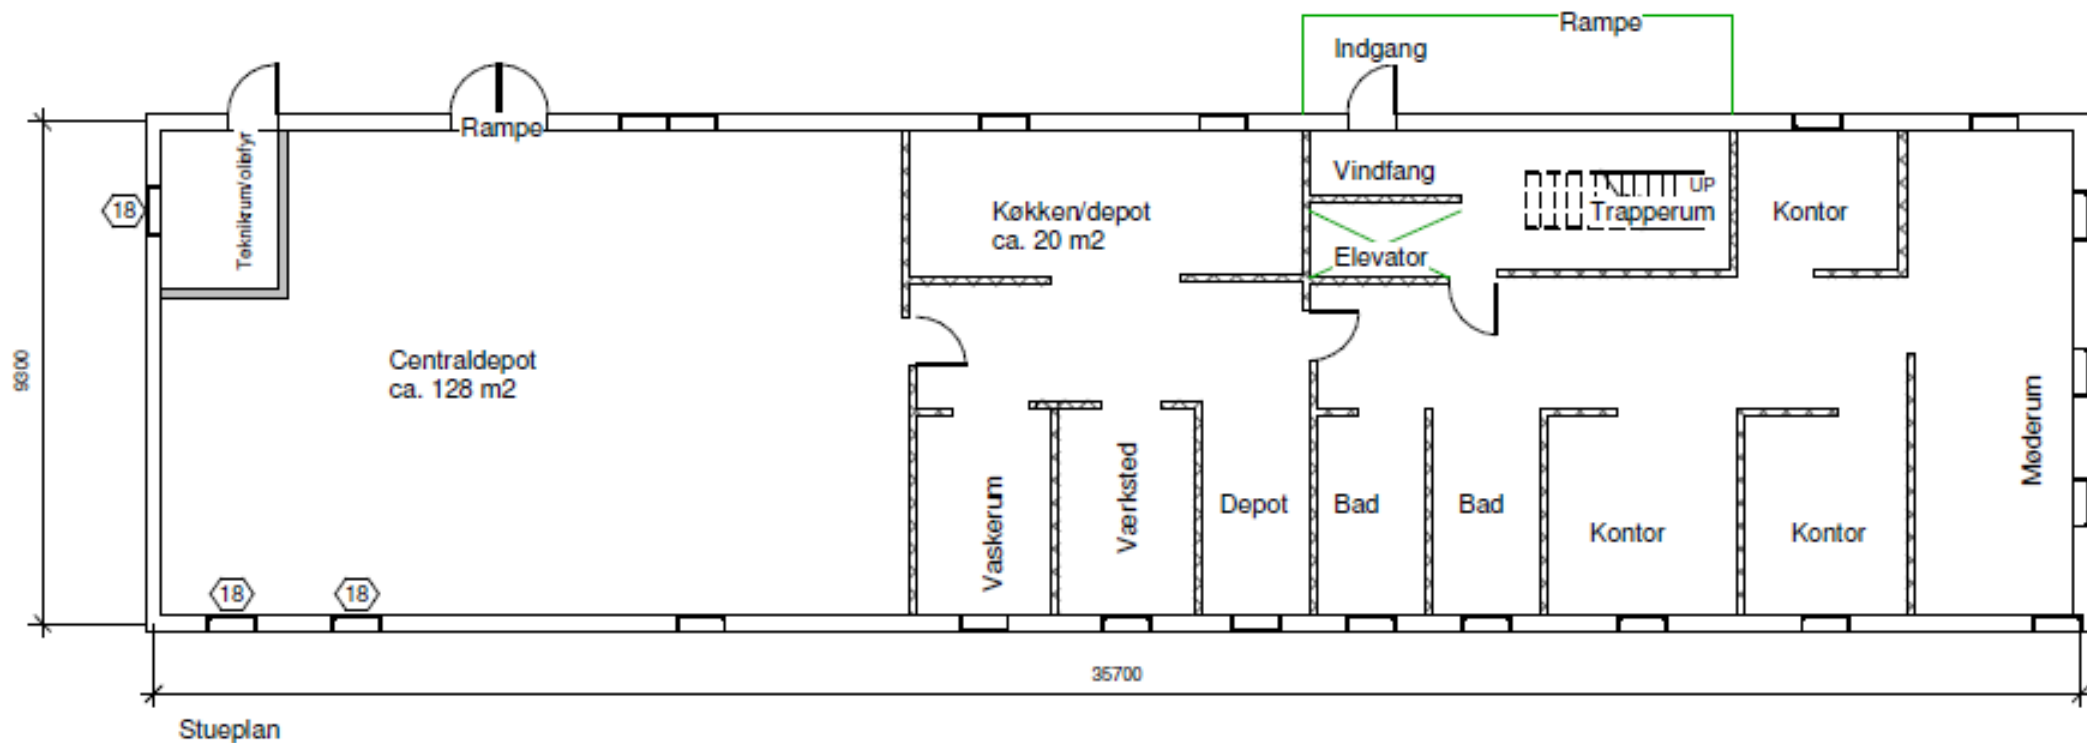 Rampe
Indgang
Rampe
Teknikrum/oliefyr
Vindfang
UP
18
Køkken/depot
ca. 20 m2
Trapperum
Kontor
Elevator
9300
Centraldepot
ca. 128 m2
Møderum
Vaskerum
Værksted
Depot
Bad
Bad
Kontor
Kontor
18
18
35700
Stueplan